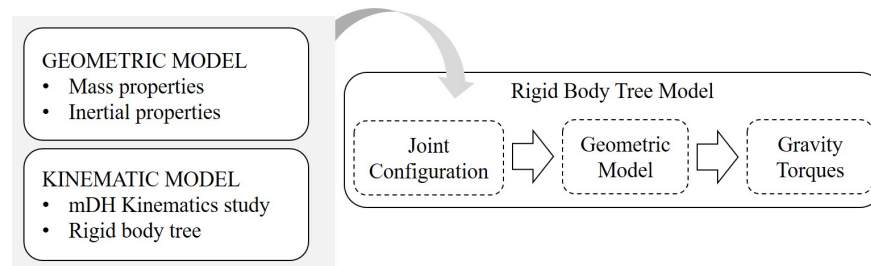 GEOMETRIC MODEL
• Mass properties
• Inertial properties
KINEMATIC MODEL
• mDH Kinematics study
• Rigid body tree
Rigid Body Tree Model
Joint
Configuration
Geometric
Model
Gravity
Torques